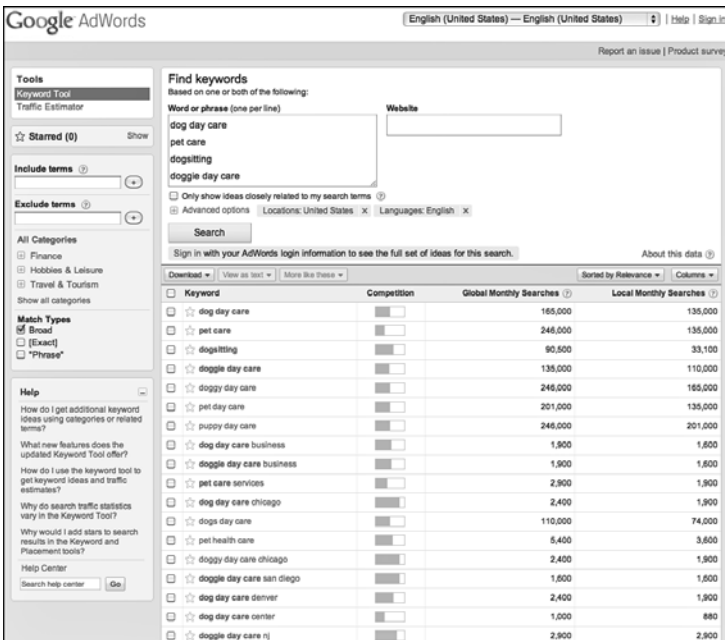 Google AdWords
English (United States) — English (United States)
Help | Sign in
Report an issue | Product survey
Tools
Keyword Tool
Traffic Estimator
Starred (0) Show
Include terms
Exclude terms
All Categories
Finance
Hobbies & Leisure
Travel & Tourism
Show all categories
Match Types
Broad
[Exact]
"Phrase"
Help
How do I get additional keyword
ideas using categories or related
terms?
What new features does the
updated Keyword Tool offer?
How do I use the keyword tool to
get keyword ideas and traffic
estimates?
Why do search traffic statistics
vary in the Keyword Tool?
Why would I add stars to search
results in the Keyword and
Placement tools?
Help Center
Search help center Go
Find keywords
Based on one or both of the following:
Word or phrase (one per line) Website
dog day care
pet care
dogsitting
doggie day care
Only show ideas closely related to my search terms
Advanced options Locations: United States X Languages: English X
Search
Sign in with your AdWords login information to see the full set of ideas for this search. About this data
Download View as text More like these Sorted by Relevance Columns
Keyword Competition Global Monthly Searches Local Monthly Searches
dog day care 165,000 135,000
pet care 246,000 135,000
dogsitting 90,500 33,100
doggie day care 135,000 110,000
doggy day care 246,000 165,000
pet day care 201,000 135,000
puppy day care 246,000 201,000
dog day care business 1,900 1,600
doggie day care business 1,900 1,600
pet care services 2,900 1,900
dog day care chicago 2,400 1,900
dogs day care 110,000 74,000
pet health care 5,400 3,600
doggy day care chicago 2,400 1,900
doggie day care san diego 1,600 1,600
dog day care denver 2,400 1,900
dog day care center 1,000 880
doggie day care nj 2,900 2,900